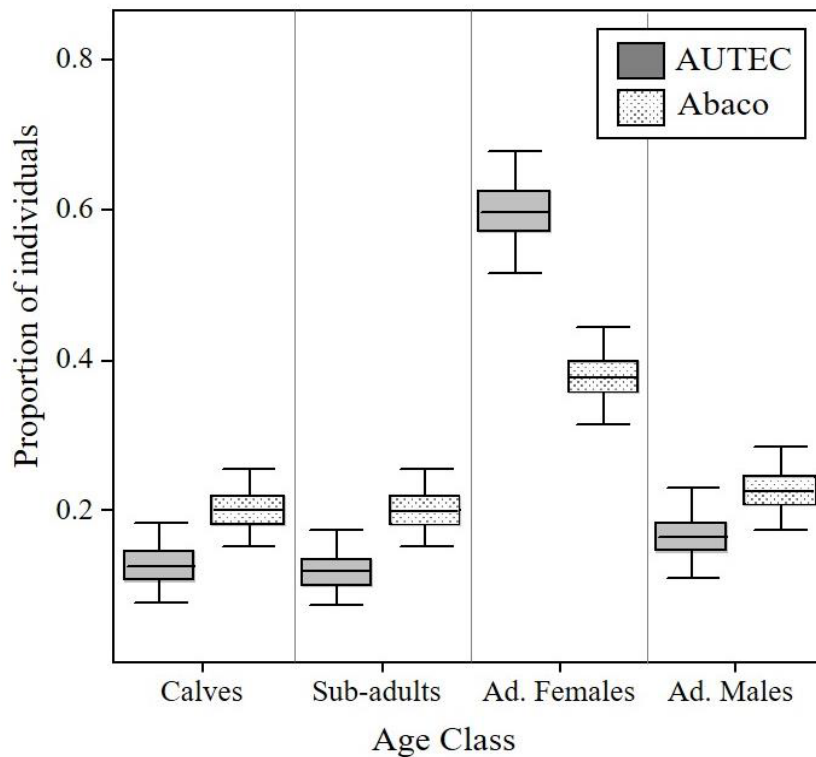 AUTEC
Abaco
Proportion of individuals
0.8
0.6
0.4
0.2
Calves Sub-adults Ad. Females Ad. Males
Age Class